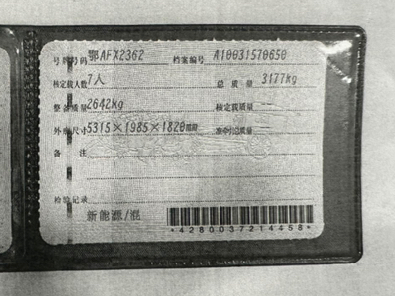 号牌号码 鄂AFX2362 档案编号 A10031570650
核定载人数 7人 总质量 3177kg
整备质量 2642kg 核定载质量 --
外廓尺寸 5315×1985×1820mm 准牵引总质量 --
备注
检验记录
新能源/混
*4280037214458*